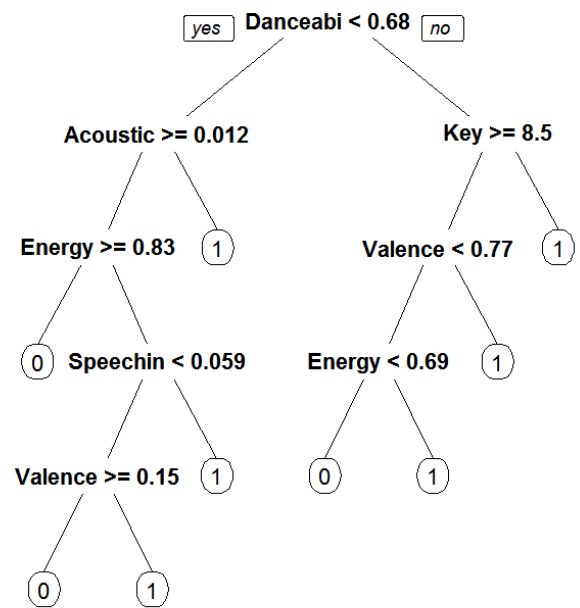 yes Danceabi < 0.68 no
Acoustic >= 0.012 Key >= 8.5
Energy >= 0.83 1 Valence < 0.77 1
0 Speechin < 0.059 Energy < 0.69 1
Valence >= 0.15 1 0 1
0 1